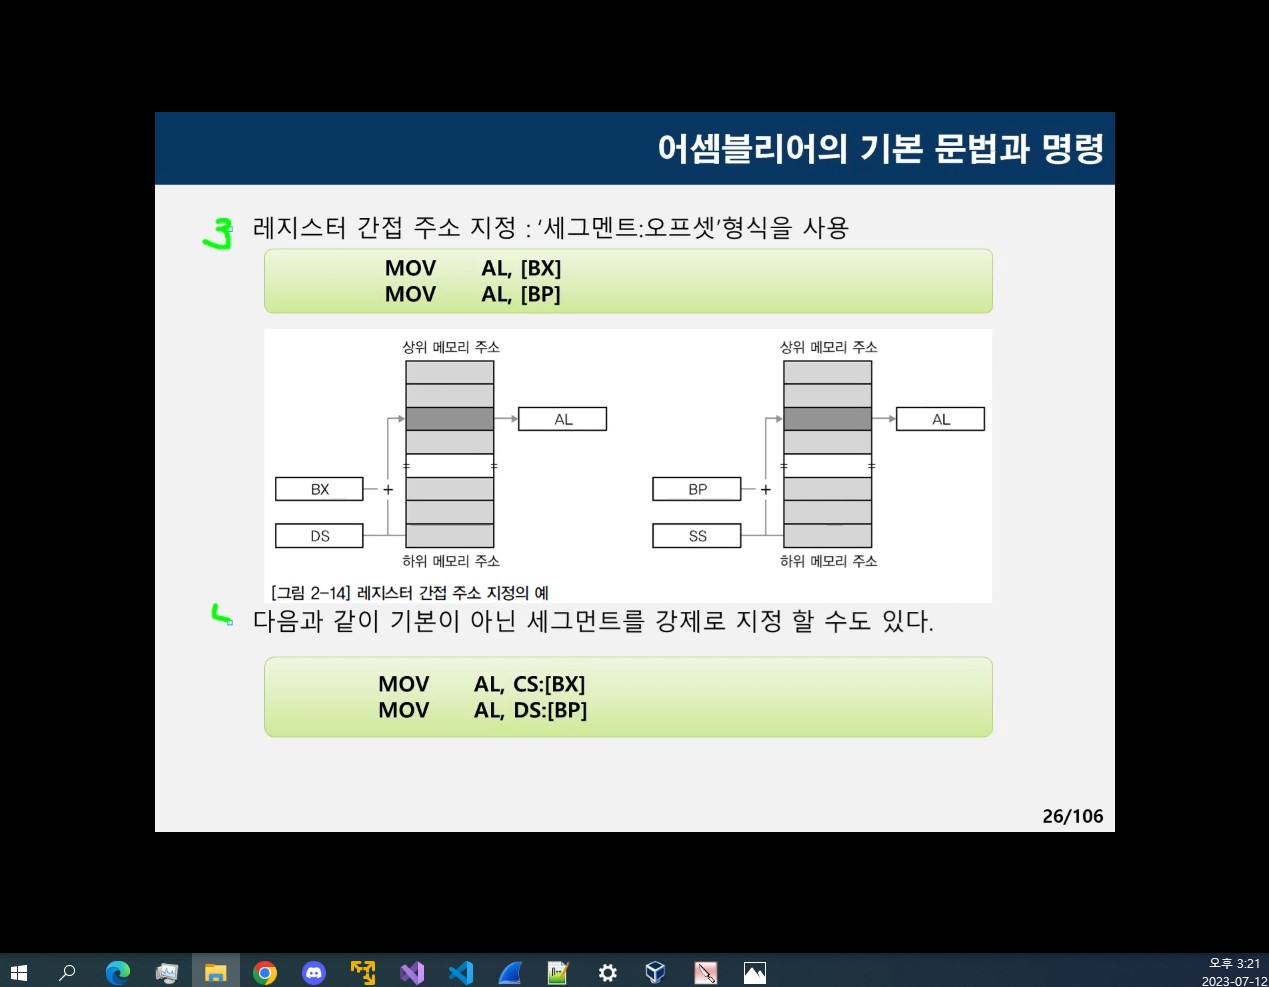 어셈블리어의 기본 문법과 명령
3 레지스터 간접 주소 지정 : ‘세그멘트:오프셋’형식을 사용
MOV AL, [BX]
MOV AL, [BP]
상위 메모리 주소
AL
BX
+
DS
하위 메모리 주소
상위 메모리 주소
AL
BP
+
SS
하위 메모리 주소
[그림 2-14] 레지스터 간접 주소 지정의 예
다음과 같이 기본이 아닌 세그먼트를 강제로 지정 할 수도 있다.
MOV AL, CS:[BX]
MOV AL, DS:[BP]
26/106
오후 3:21
2023-07-12